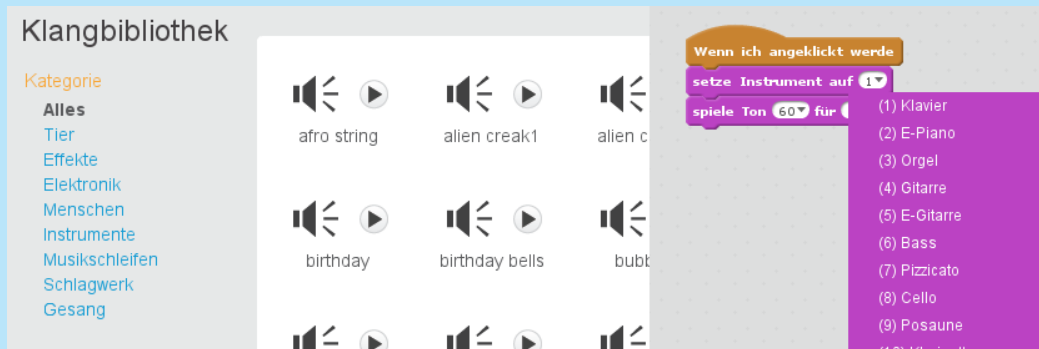 Klangbibliothek
Kategorie
Alles
Tier
Effekte
Elektronik
Menschen
Instrumente
Musikschleifen
Schlagwerk
Gesang
afro string
alien creak1
alien c
birthday
birthday bells
bubb
Wenn ich angeklickt werde
setze Instrument auf 1
spiele Ton 60 für
(1) Klavier
(2) E-Piano
(3) Orgel
(4) Gitarre
(5) E-Gitarre
(6) Bass
(7) Pizzicato
(8) Cello
(9) Posaune